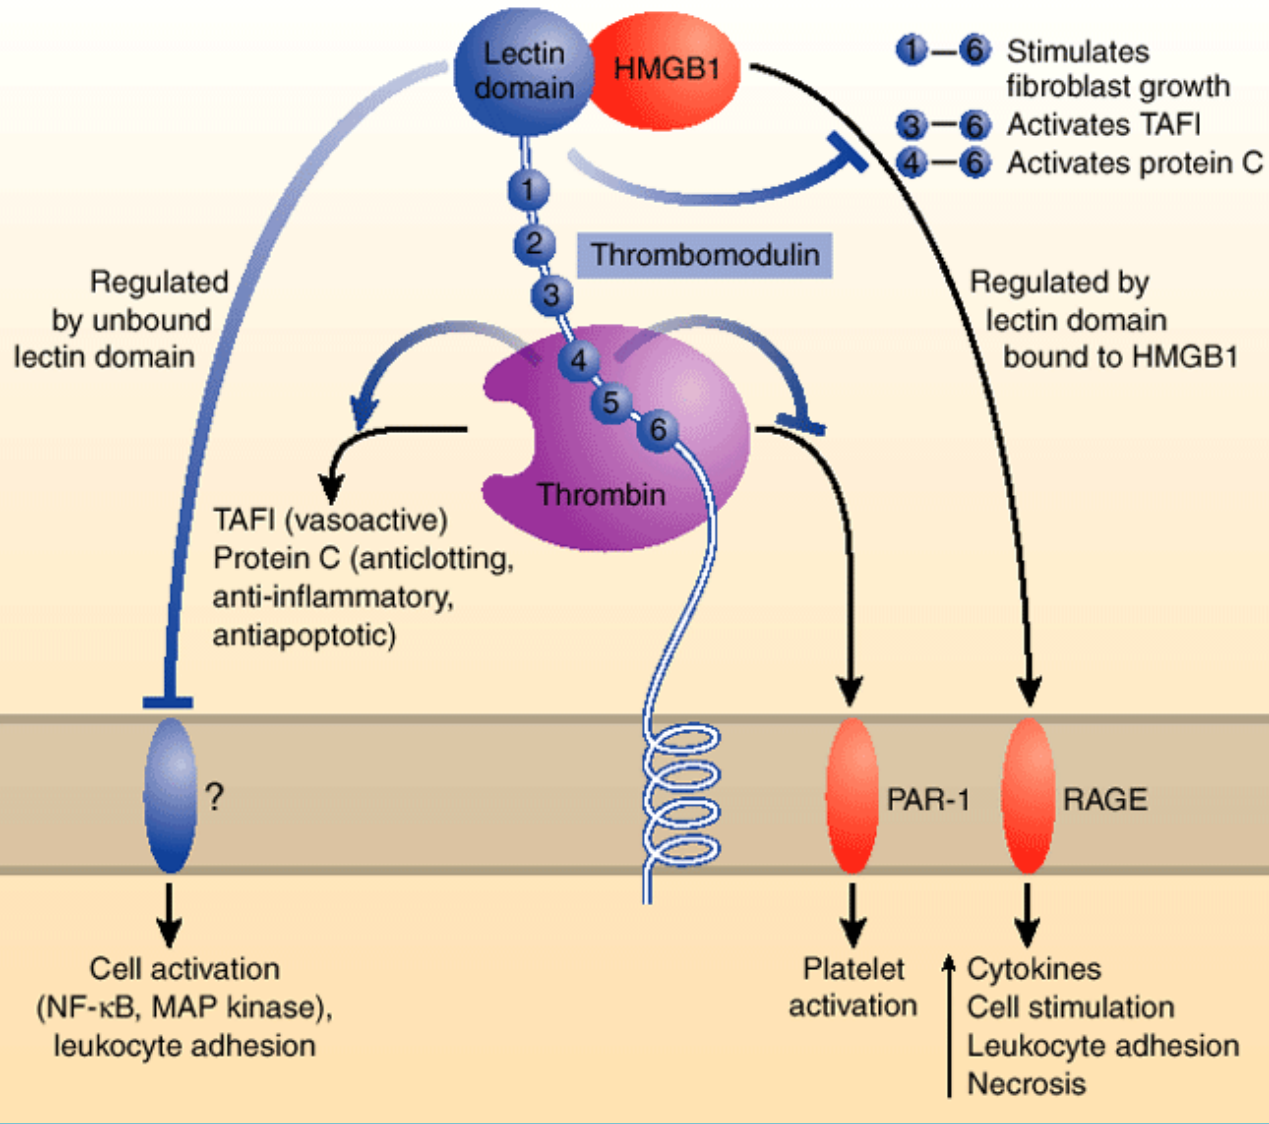 Lectin
domain
HMGB1
1 – 6 Stimulates
fibroblast growth
3 – 6 Activates TAFI
4 – 6 Activates protein C
1
2
3
4
5
6
Thrombomodulin
Regulated
by unbound
lectin domain
Regulated by
lectin domain
bound to HMGB1
Thrombin
TAFI (vasoactive)
Protein C (anticlotting,
anti-inflammatory,
antiapoptotic)
?
PAR-1
RAGE
Cell activation
(NF-κB, MAP kinase),
leukocyte adhesion
Platelet
activation
Cytokines
Cell stimulation
Leukocyte adhesion
Necrosis